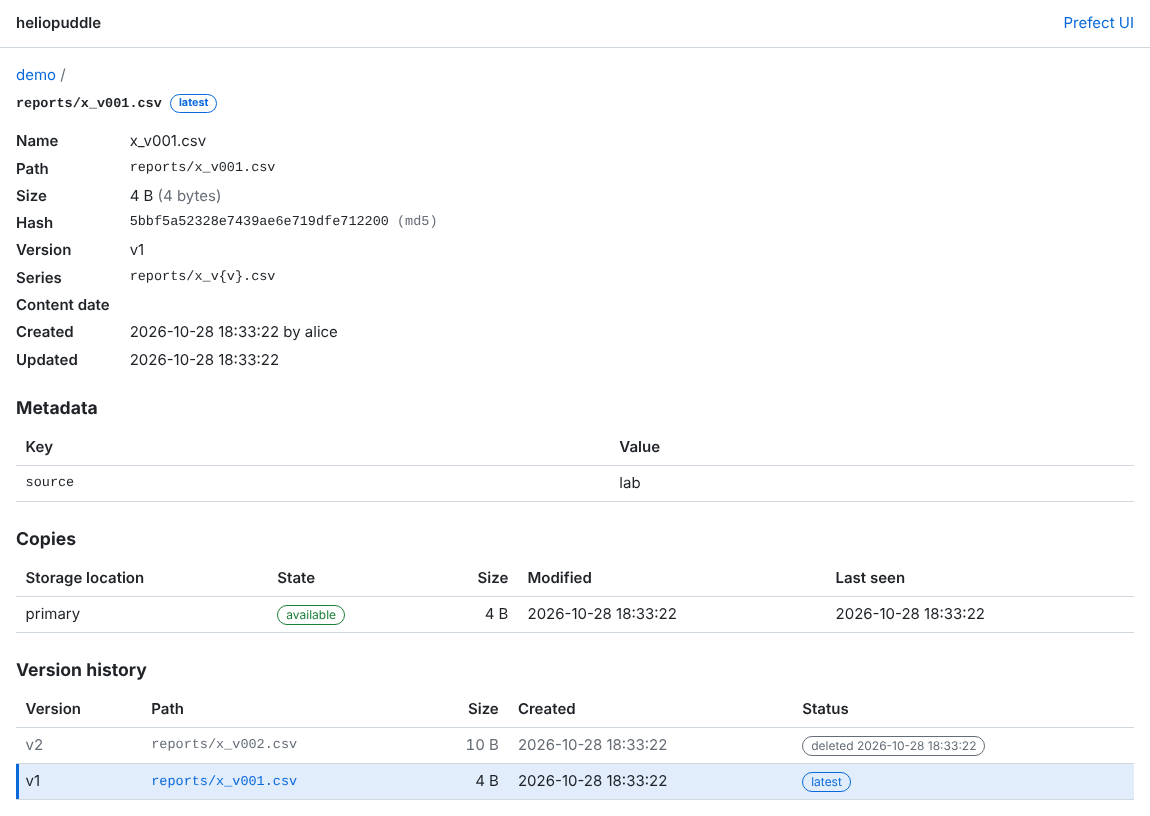 heliopuddle Prefect UI
demo /
reports/x_v001.csv latest
Name x_v001.csv
Path reports/x_v001.csv
Size 4 B (4 bytes)
Hash 5bbf5a52328e7439ae6e719dfe712200 (md5)
Version v1
Series reports/x_v{v}.csv
Content date
Created 2026-10-28 18:33:22 by alice
Updated 2026-10-28 18:33:22
Metadata
Key Value
source lab
Copies
Storage location State Size Modified Last seen
primary available 4 B 2026-10-28 18:33:22 2026-10-28 18:33:22
Version history
Version Path Size Created Status
v2 reports/x_v002.csv 10 B 2026-10-28 18:33:22 deleted 2026-10-28 18:33:22
v1 reports/x_v001.csv 4 B 2026-10-28 18:33:22 latest